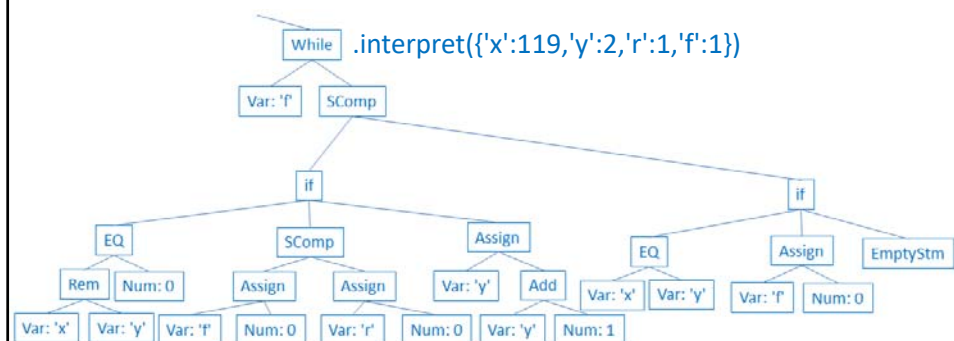 While .interpret({'x':119,'y':2,'r':1,'f':1})
Var: 'f' SComp
if if
EQ SComp Assign EQ Assign EmptyStm
Rem Num: 0 Assign Assign Var: 'y' Add Var: 'x' Var: 'y' Var: 'f' Num: 0
Var: 'x' Var: 'y' Var: 'f' Num: 0 Var: 'r' Num: 0 Var: 'y' Num: 1